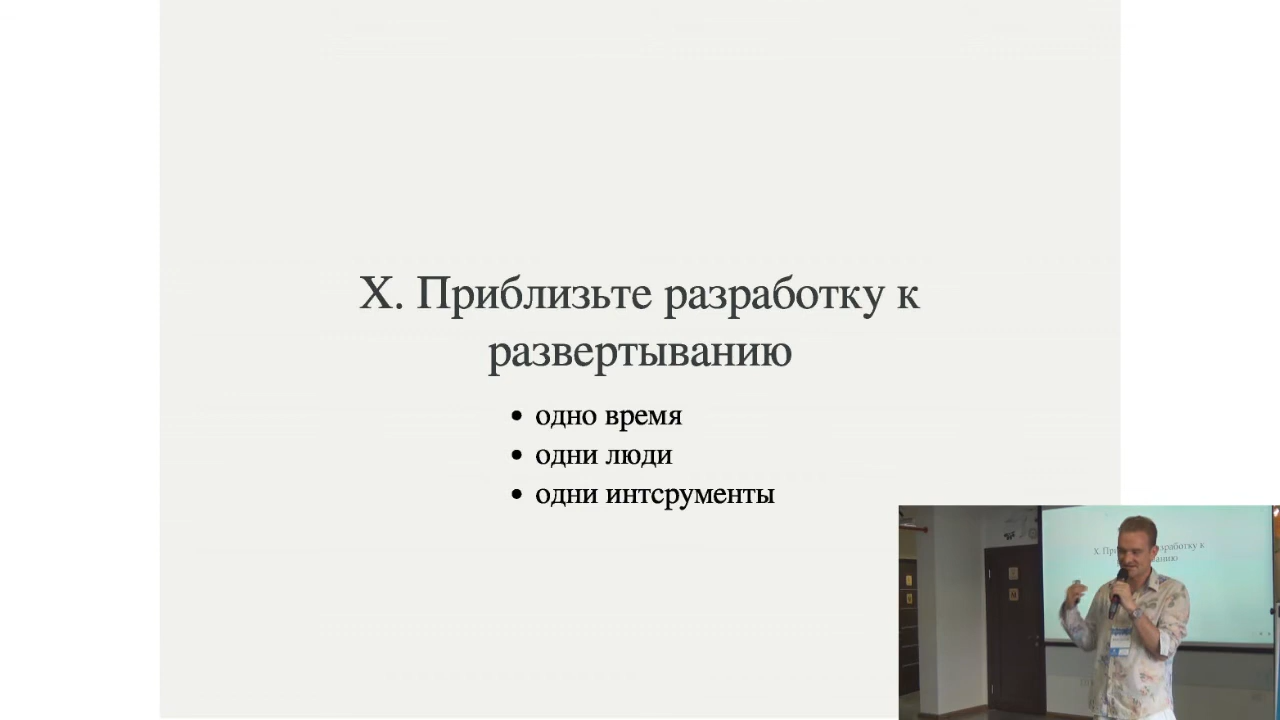 X. Приблизьте разработку к
развертыванию
• одно время
• одни люди
• одни интсрументы